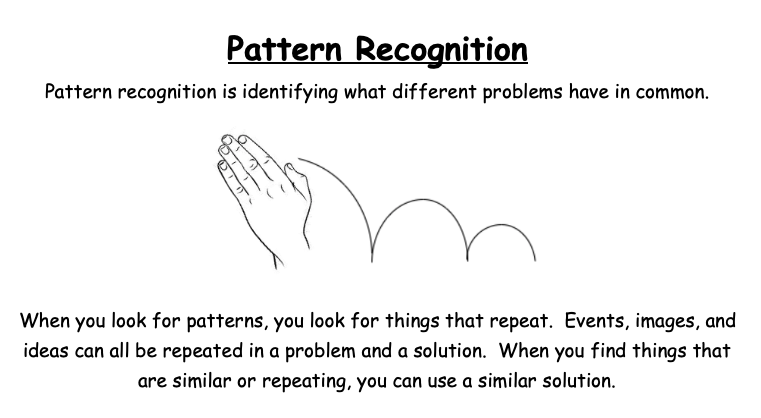 Pattern Recognition
Pattern recognition is identifying what different problems have in common.
When you look for patterns, you look for things that repeat.  Events, images, and
ideas can all be repeated in a problem and a solution.  When you find things that
are similar or repeating, you can use a similar solution.